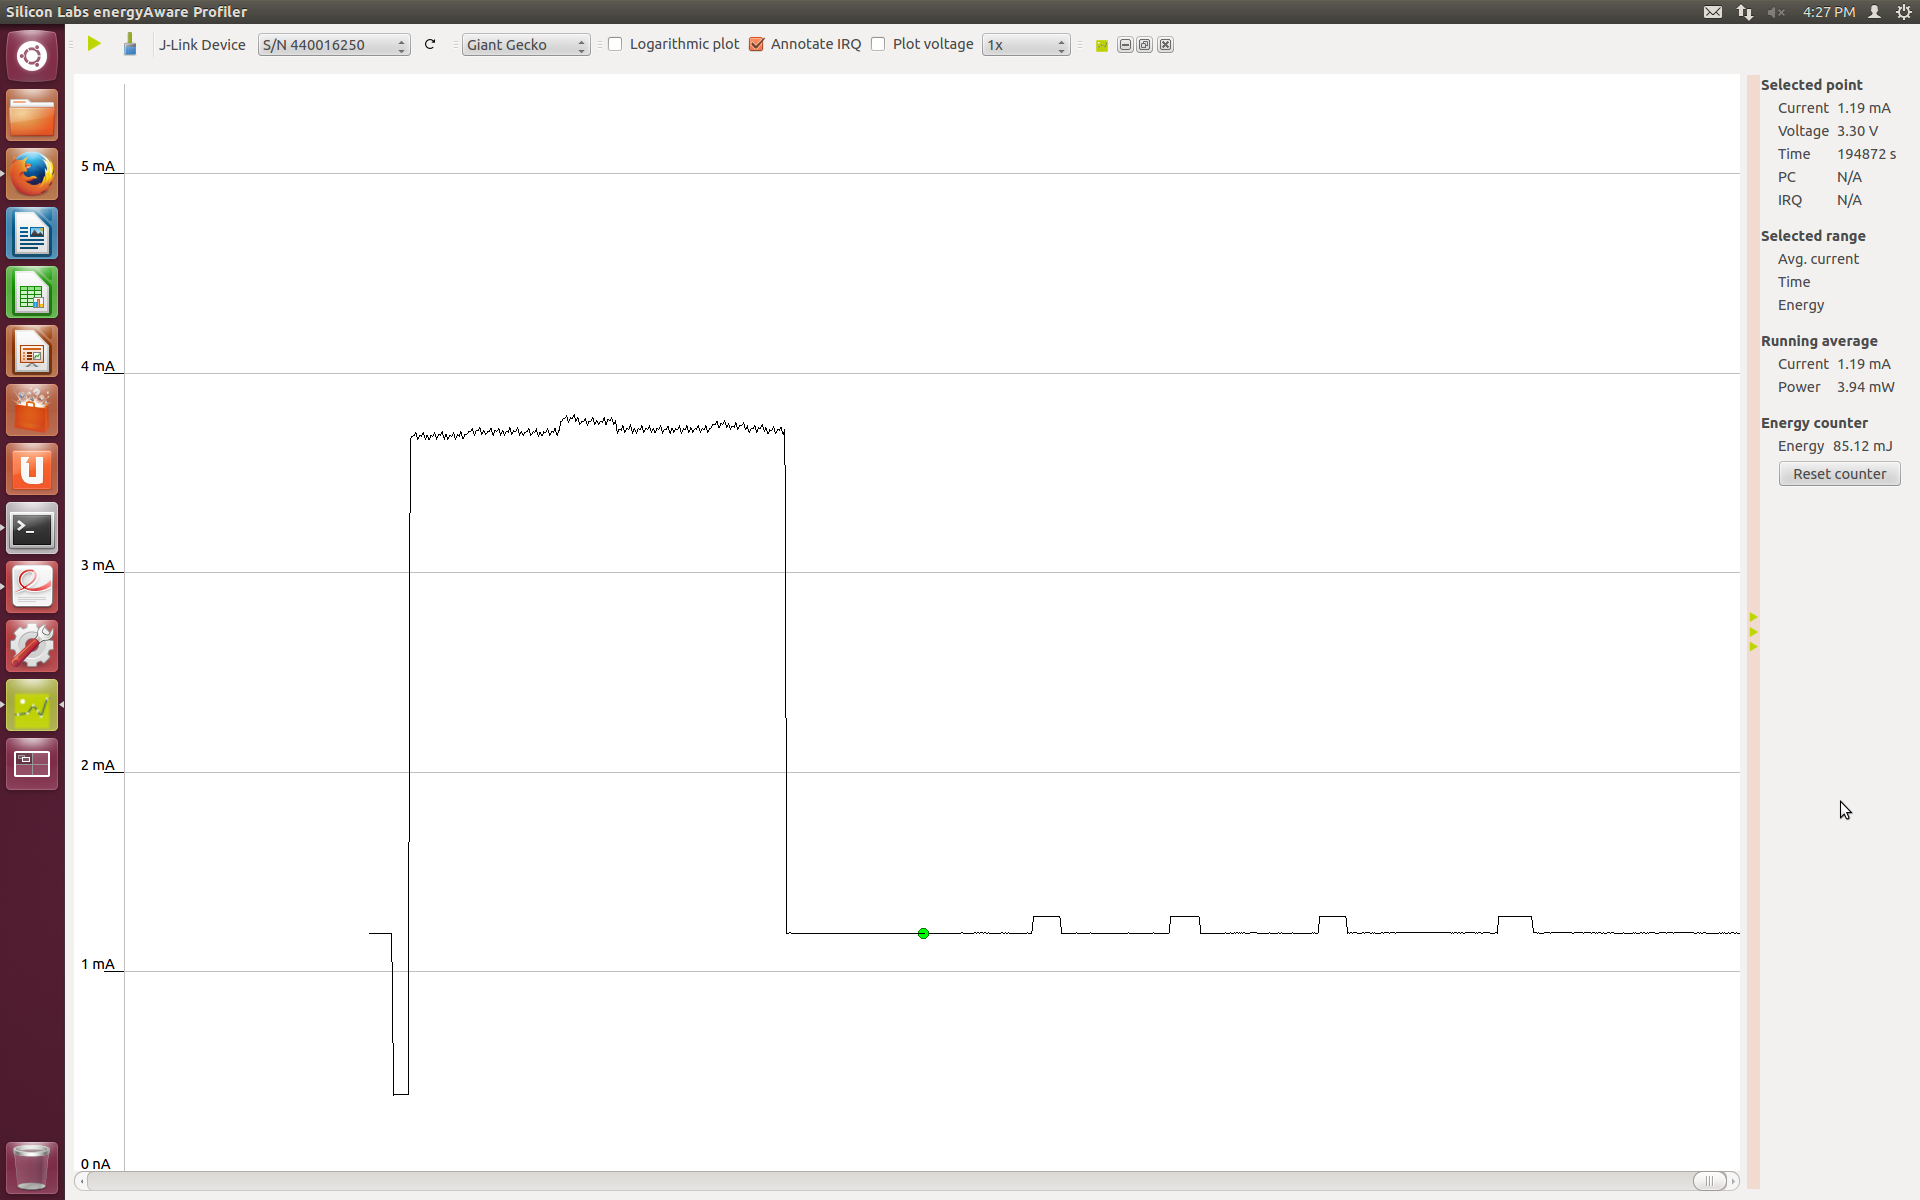 Silicon Labs energyAware Profiler
4:27 PM
J-Link Device
S/N 440016250
Giant Gecko
Logarithmic plot
Annotate IRQ
Plot voltage
1x
5 mA
4 mA
3 mA
2 mA
1 mA
0 nA
Selected point
Current 1.19 mA
Voltage 3.30 V
Time 194872 s
PC N/A
IRQ N/A
Selected range
Avg. current
Time
Energy
Running average
Current 1.19 mA
Power 3.94 mW
Energy counter
Energy 85.12 mJ
Reset counter